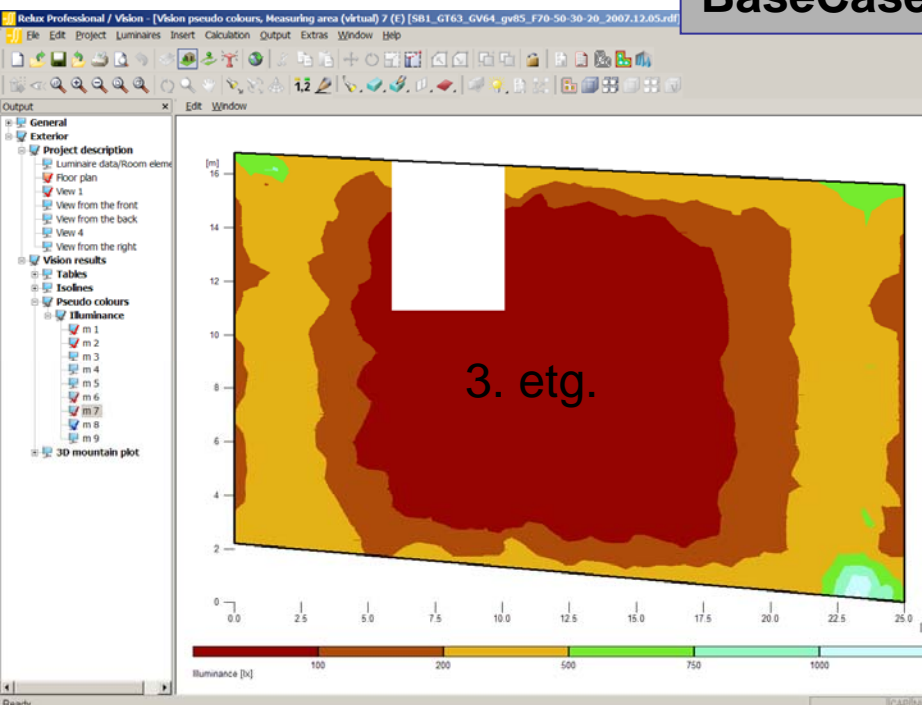 BaseCase
Relux Professional / Vision - [Vision pseudo colours, Measuring area (virtual) 7 (E) [SB1_GT63_GV64_gv85_F70-50-30-20_2007.12.05.rdf
File Edit Project Luminaires Insert Calculation Output Extras Window Help
1,2
Output x Edit Window
General
Exterior
Project description
Luminaire data/Room eleme
Floor plan
View 1
View from the front
View from the back
View 4
View from the right
Vision results
Tables
Isolines
Pseudo colours
Illuminance
m 1
m 2
m 3
m 4
m 5
m 6
m 7
m 8
m 9
3D mountain plot
[m]
16
14
12
10
8
6
4
2
0
3. etg.
0.0 2.5 5.0 7.5 10.0 12.5 15.0 17.5 20.0 22.5 25.0
100 200 500 750 1000
Illuminance [lx]
Ready